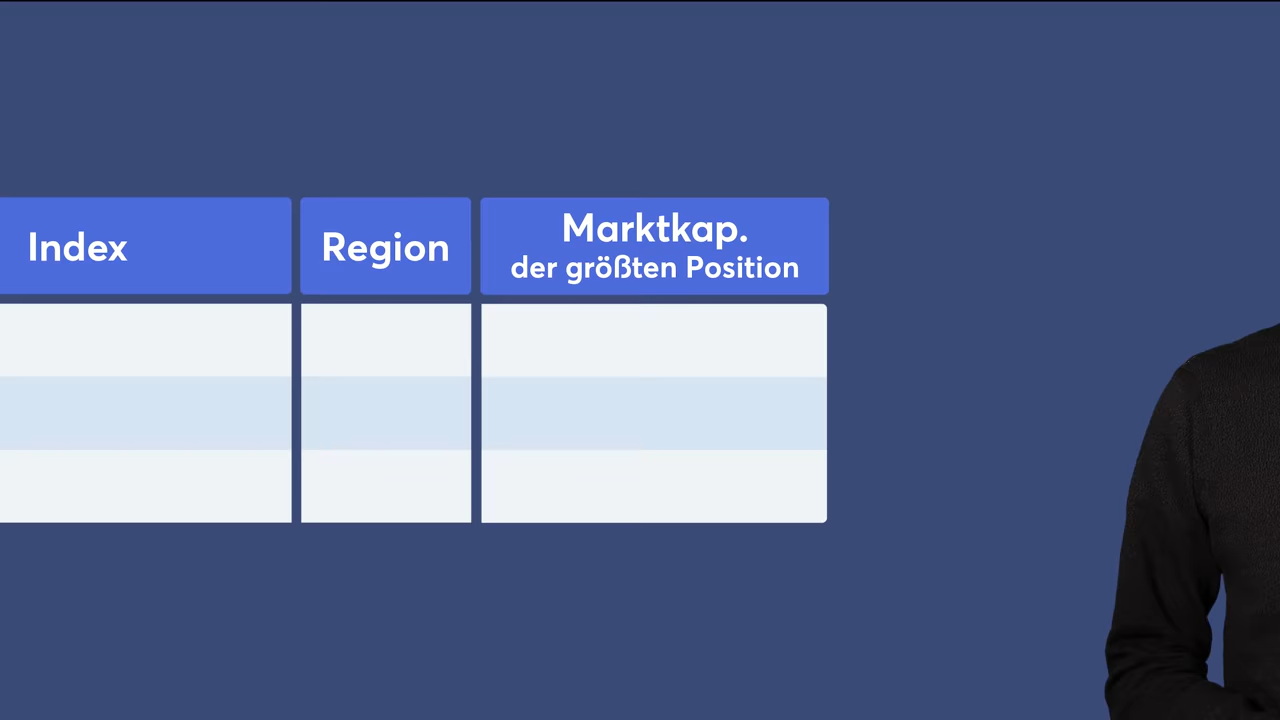 Index
Region
Marktkap.
der größten Position